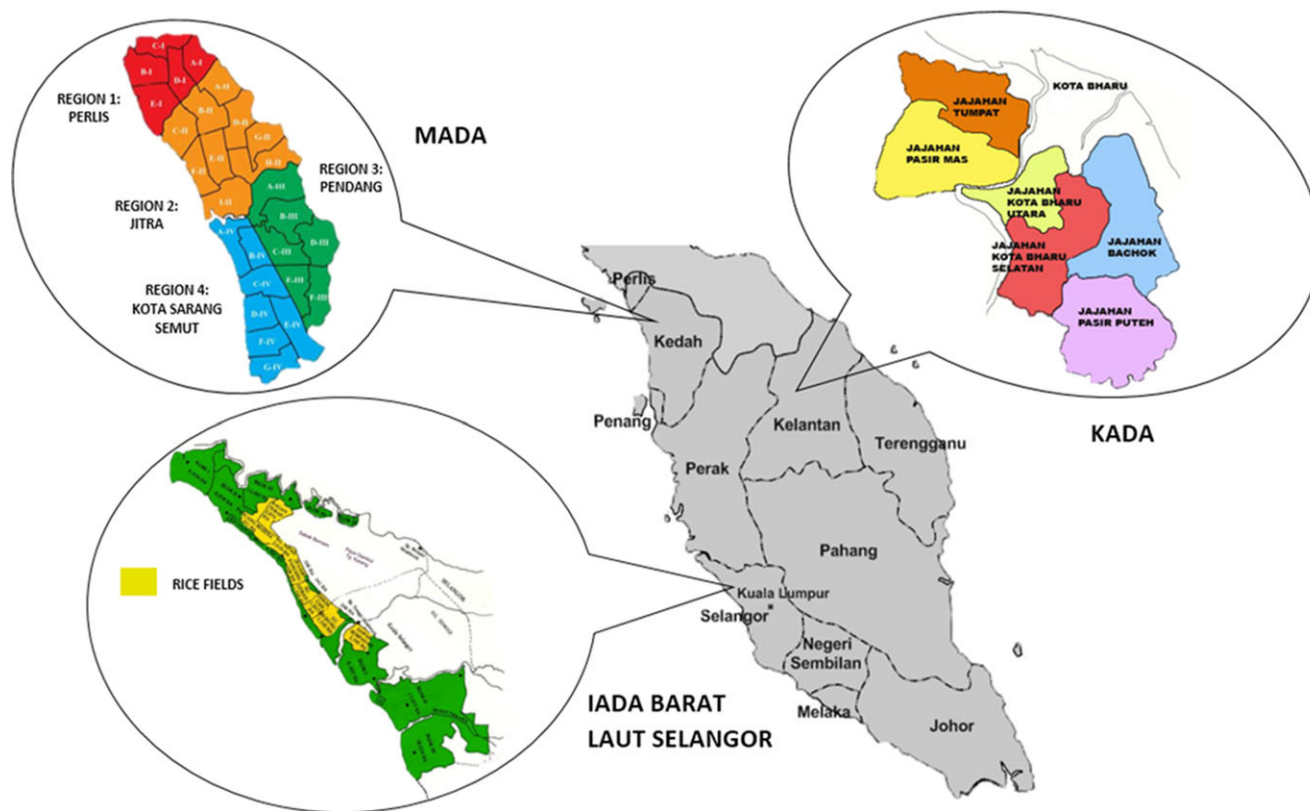 C-I
A-I
B-I
D-I
E-I
REGION 1:
PERLIS
A-II
B-II
D-II
C-II
G-II
E-II
H-II
F-II
I-II
REGION 2:
JITRA
REGION 3:
PENDANG
A-III
B-III
D-III
C-III
E-III
F-III
A-IV
B-IV
C-IV
D-IV
E-IV
F-IV
G-IV
REGION 4:
KOTA SARANG
SEMUT
MADA
KOTA BHARU
JAJAHAN
TUMPAT
JAJAHAN
PASIR MAS
JAJAHAN
KOTA BHARU
UTARA
JAJAHAN
KOTA BHARU
SELATAN
JAJAHAN
BACHOK
JAJAHAN
PASIR PUTEH
KADA
Perlis
Kedah
Penang
Perak
Kelantan
Terengganu
Pahang
Kuala Lumpur
Selangor
Negeri
Sembilan
Melaka
Johor
RICE FIELDS
IADA BARAT
LAUT SELANGOR